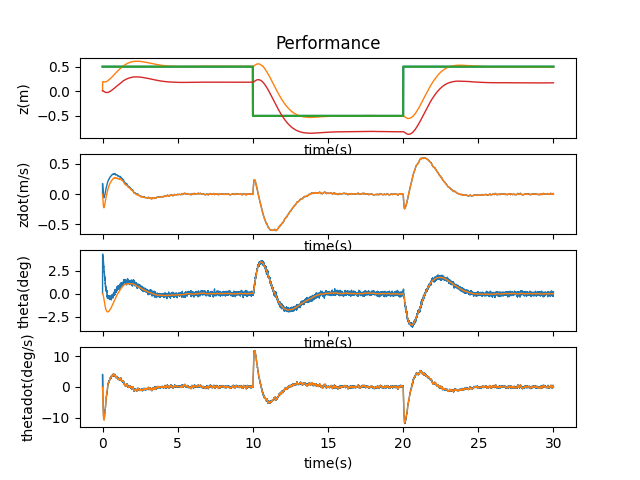 Performance
0.5
0.0
−0.5
z(m)
time(s)
0.5
0.0
−0.5
zdot(m/s)
time(s)
2.5
0.0
−2.5
theta(deg)
time(s)
10
0
−10
thetadot(deg/s)
0 5 10 15 20 25 30
time(s)